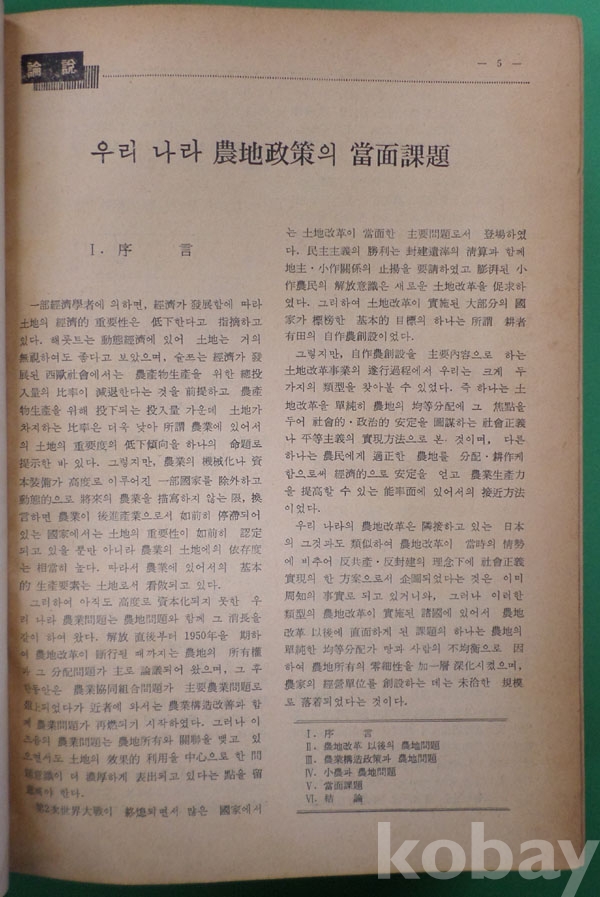 論 說
— 5 —
우리 나라 農地政策의 當面課題
Ⅰ. 序 言
一部經濟學者에 의하면, 經濟가 發展함에 따라
土地의 經濟的 重要性은 低下한다고 指摘하고
있다. 해롯트는 動態經濟에 있어 土地는 거의
無視하여도 좋다고 보았으며, 슐쯔는 經濟가 發
展된 西歐社會에서는 農產物生產을 위한 總投
入量의 比率이 減退한다는 것을 前提하고 農產
物生產을 위해 投下되는 投入量 가운데 土地가
차지하는 比率은 더욱 낮아 所謂 農業에 있어서
의 土地의 重要度의 低下傾向을 하나의 命題로
提示한 바 있다. 그렇지만, 農業의 機械化나 資
本裝備가 高度로 이루어진 一部國家를 除外하고
動態的으로 將來의 農業을 描寫하지 않는 限, 換
言하면 農業이 後進產業으로서 如前히 停滯되어
있는 國家에서는 土地의 重要性이 如前히 認定
되고 있을 뿐만 아니라 農業의 土地에의 依存度
는 相當히 높다. 따라서 農業에 있어서의 基本
的 生產要素는 土地로서 看做되고 있다.
그리하여 아직도 高度로 資本化되지 못한 우
리 나라 農業問題는 農地問題와 함께 그 消長을
같이 하여 왔다. 解放 直後부터 1950年을 期하
여 農地改革이 斷行될 때까지는 農地의 所有權
과 그 分配問題가 主로 論議되어 왔으며, 그 후
한동안은 農業協同組合問題가 主要農業問題로
上되었다가 近者에 와서는 農業構造改善과 함
께 農業問題가 再燃되기 시작하였다. 그러나 이
즈음의 農業問題는 農地所有와 關聯을 맺고 있
으면서도 土地의 效果的 利用을 中心으로 한 問
題意識이 더 濃厚하게 表出되고 있다는 點을 留
意해야 한다.
第2次世界大戰이 終熄되면서 많은 國家에서
는 土地改革이 當面한 主要問題로서 登場하였
다. 民主主義의 勝利는 封建遺滓의 淸算과 함께
地主·小作關係의 止揚을 要請하였고 膨湃된 小
作農民의 解放意識은 새로운 土地改革을 促求하
였다. 그리하여 土地改革이 實施된 大部分의 國
家가 標榜한 基本的 目標의 하나는 所謂 耕者
有田의 自作農創設이었다.
그렇지만, 自作農創設을 主要內容으로 하는
土地改革事業의 遂行過程에서 우리는 크게 두
가지의 類型을 찾아볼 수 있었다. 즉 하나는 土
地改革을 單純히 農地의 均等分配에 그 焦點을
두어 社會的·政治的 安定을 圖謀하는 社會正義
나 平等主義의 實現方法으로 본 것이며, 다른
하나는 農民에게 適正한 農地를 分配·耕作케
함으로써 經濟的으로 安定을 얻고 農業生產力
을 提高할 수 있는 能率面에 있어서의 接近方法
이었다.
우리 나라의 農地改革은 隣接하고 있는 日本
의 그것과도 類似하여 農地改革이 當時의 情勢
에 비추어 反共產·反封建의 理念下에 社會正義
實現의 한 方案으로서 企圖되었다는 것은 이미
周知의 事實로 되고 있거니와, 그러나 이러한
類型의 農地改革이 實施된 諸國에 있어서 農地
改革 以後에 直面하게 된 課題의 하나는 農地의
單純한 均等分配가 땅과 사람의 不均衡으로 因
하여 農地所有의 零細性을 加一層 深化시켰으며,
農家의 經營單位를 創設하는 데는 未洽한 規模
로 落着되었다는 것이다.
Ⅰ. 序 言
Ⅱ. 農地改革 以後의 農地問題
Ⅲ. 農業構造政策과 農地問題
Ⅳ. 小農과 農地問題
Ⅴ. 當面課題
Ⅵ. 結 論
kobay